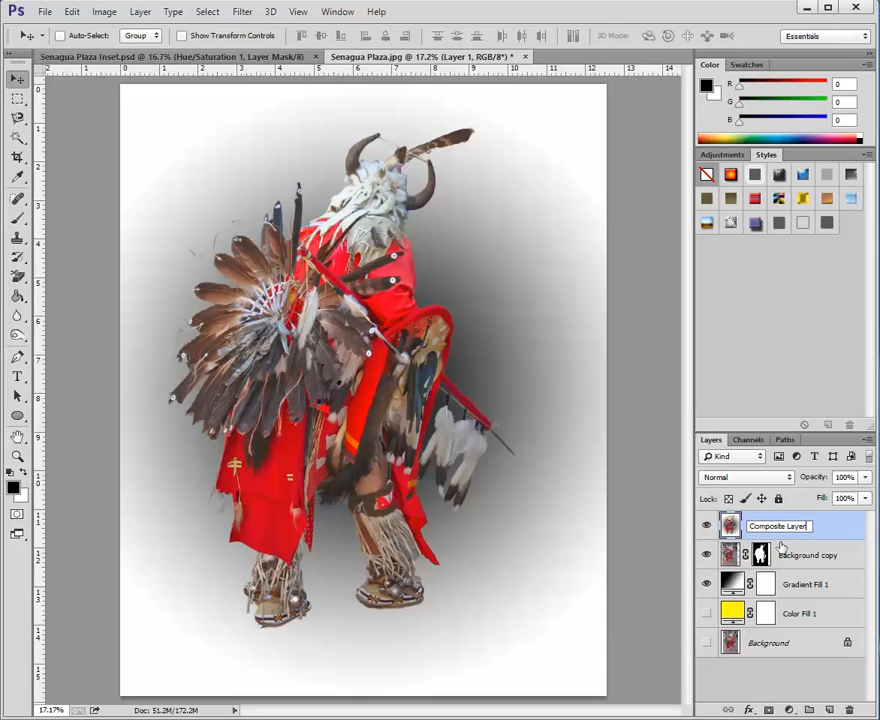 Ps File Edit Image Layer Type Select Filter 3D View Window Help
Auto-Select: Group Show Transform Controls 3D Mode: Essentials
Senagua Plaza Inset.psd @ 16.7% (Hue/Saturation 1, Layer Mask/8) × Senagua Plaza.jpg @ 17.2% (Layer 1, RGB/8*) * ×
Color Swatches
R 0
G 0
B 0
Adjustments Styles
Layers Channels Paths
Kind
Normal Opacity: 100%
Lock: Fill: 100%
Composite Layer
Background copy
Gradient Fill 1
Color Fill 1
Background
17.17% Doc: 51.2M/172.2M